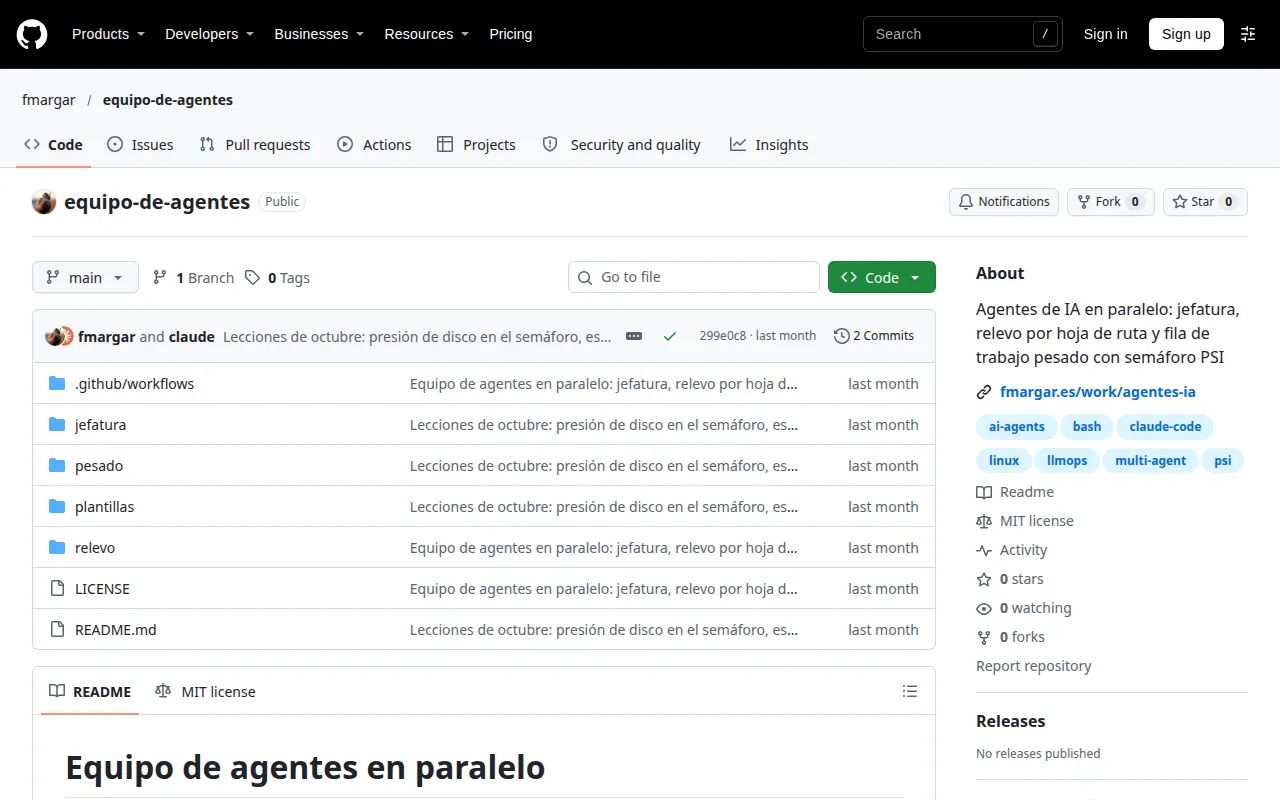 Products Developers Businesses Resources Pricing Search / Sign in Sign up
fmargar / equipo-de-agentes
Code Issues Pull requests Actions Projects Security and quality Insights
equipo-de-agentes Public Notifications Fork 0 Star 0
main 1 Branch 0 Tags Go to file Code
fmargar and claude Lecciones de octubre: presión de disco en el semáforo, es... 299e0c8 · last month 2 Commits
.github/workflows Equipo de agentes en paralelo: jefatura, relevo por hoja d... last month
jefatura Lecciones de octubre: presión de disco en el semáforo, es... last month
pesado Lecciones de octubre: presión de disco en el semáforo, es... last month
plantillas Lecciones de octubre: presión de disco en el semáforo, es... last month
relevo Equipo de agentes en paralelo: jefatura, relevo por hoja d... last month
LICENSE Equipo de agentes en paralelo: jefatura, relevo por hoja d... last month
README.md Lecciones de octubre: presión de disco en el semáforo, es... last month
README MIT license
Equipo de agentes en paralelo
About
Agentes de IA en paralelo: jefatura,
relevo por hoja de ruta y fila de
trabajo pesado con semáforo PSI
fmargar.es/work/agentes-ia
ai-agents bash claude-code
linux llmops multi-agent psi
Readme
MIT license
Activity
0 stars
0 watching
0 forks
Report repository
Releases
No releases published